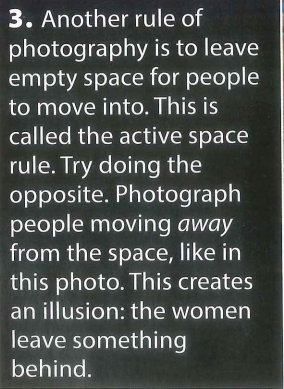 3. Another rule of
photography is to leave
empty space for people
to move into. This is
called the active space
rule. Try doing the
opposite. Photograph
people moving away
from the space, like in
this photo. This creates
an illusion: the women
leave something
behind.